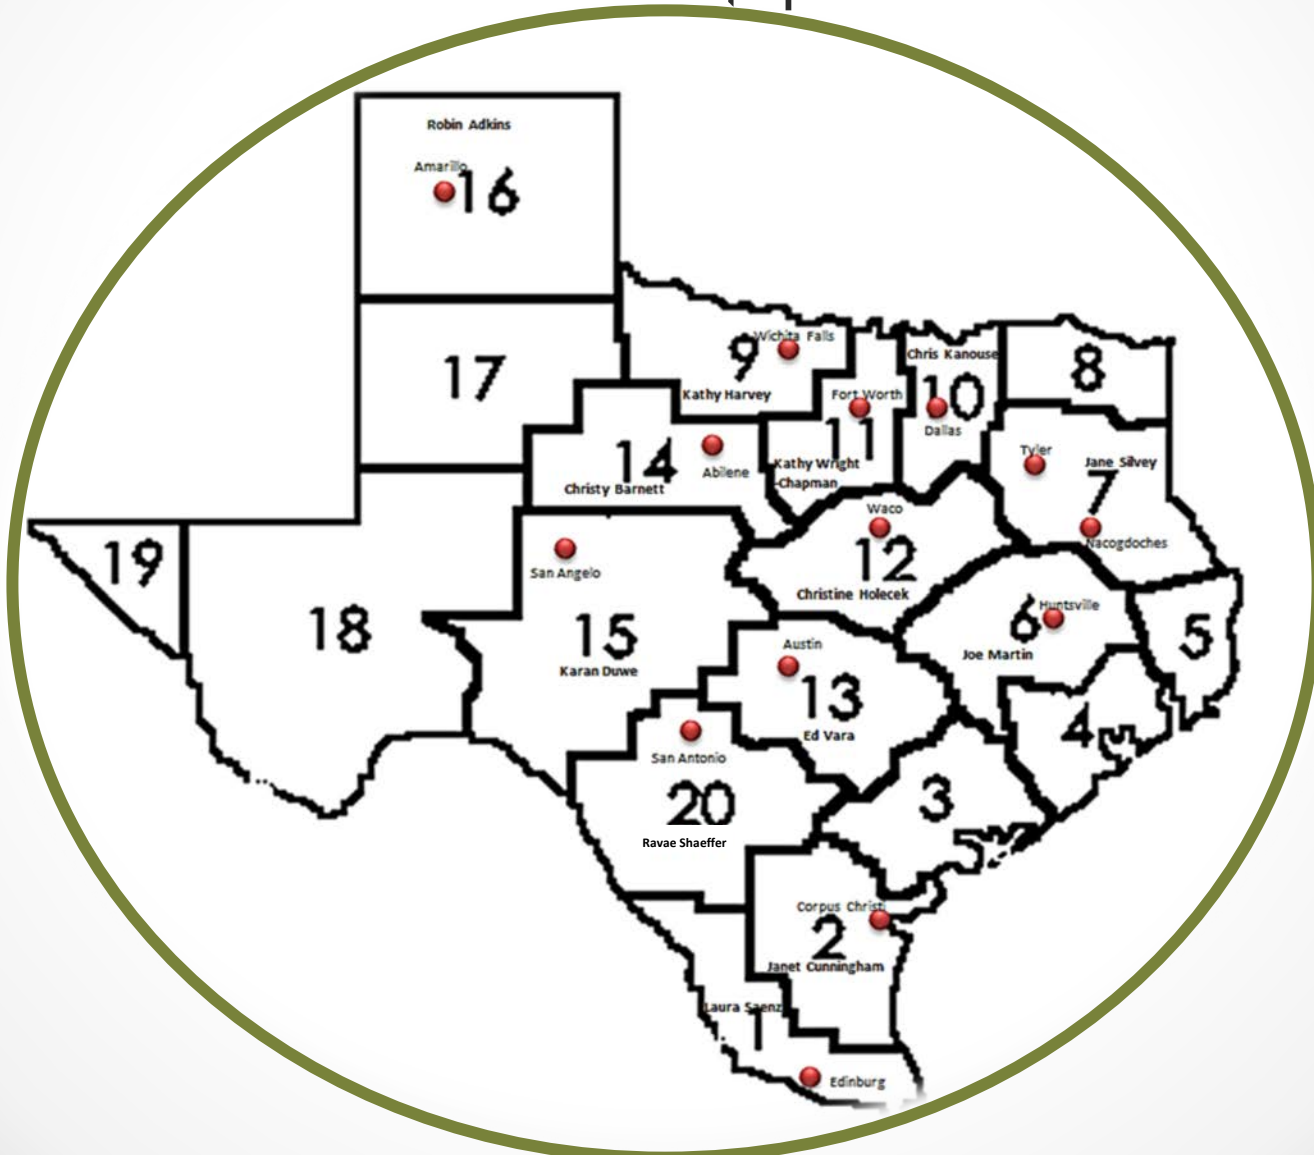 Robin Adkins
Amarillo
16
17
Wichita Falls
9
Kathy Harvey
Chris Kanouse
10
Dallas
8
Fort Worth
11
Kathy Wright
-Chapman
14
Abilene
Christy Barnett
Tyler
Jane Silvey
7
Nacogdoches
Waco
12
Christine Holecek
19
18
San Angelo
15
Karan Duwe
Huntsville
6
Joe Martin
5
Austin
13
Ed Vara
4
San Antonio
20
Ravae Shaeffer
3
Corpus Christi
2
Janet Cunningham
Laura Saenz
1
Edinburg